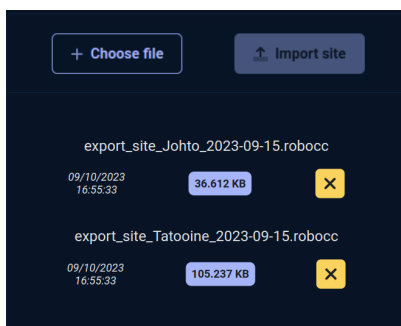 + Choose file
Import site
export_site_Johto_2023-09-15.robocc
09/10/2023
16:55:33
36.612 KB
export_site_Tatooine_2023-09-15.robocc
09/10/2023
16:55:33
105.237 KB